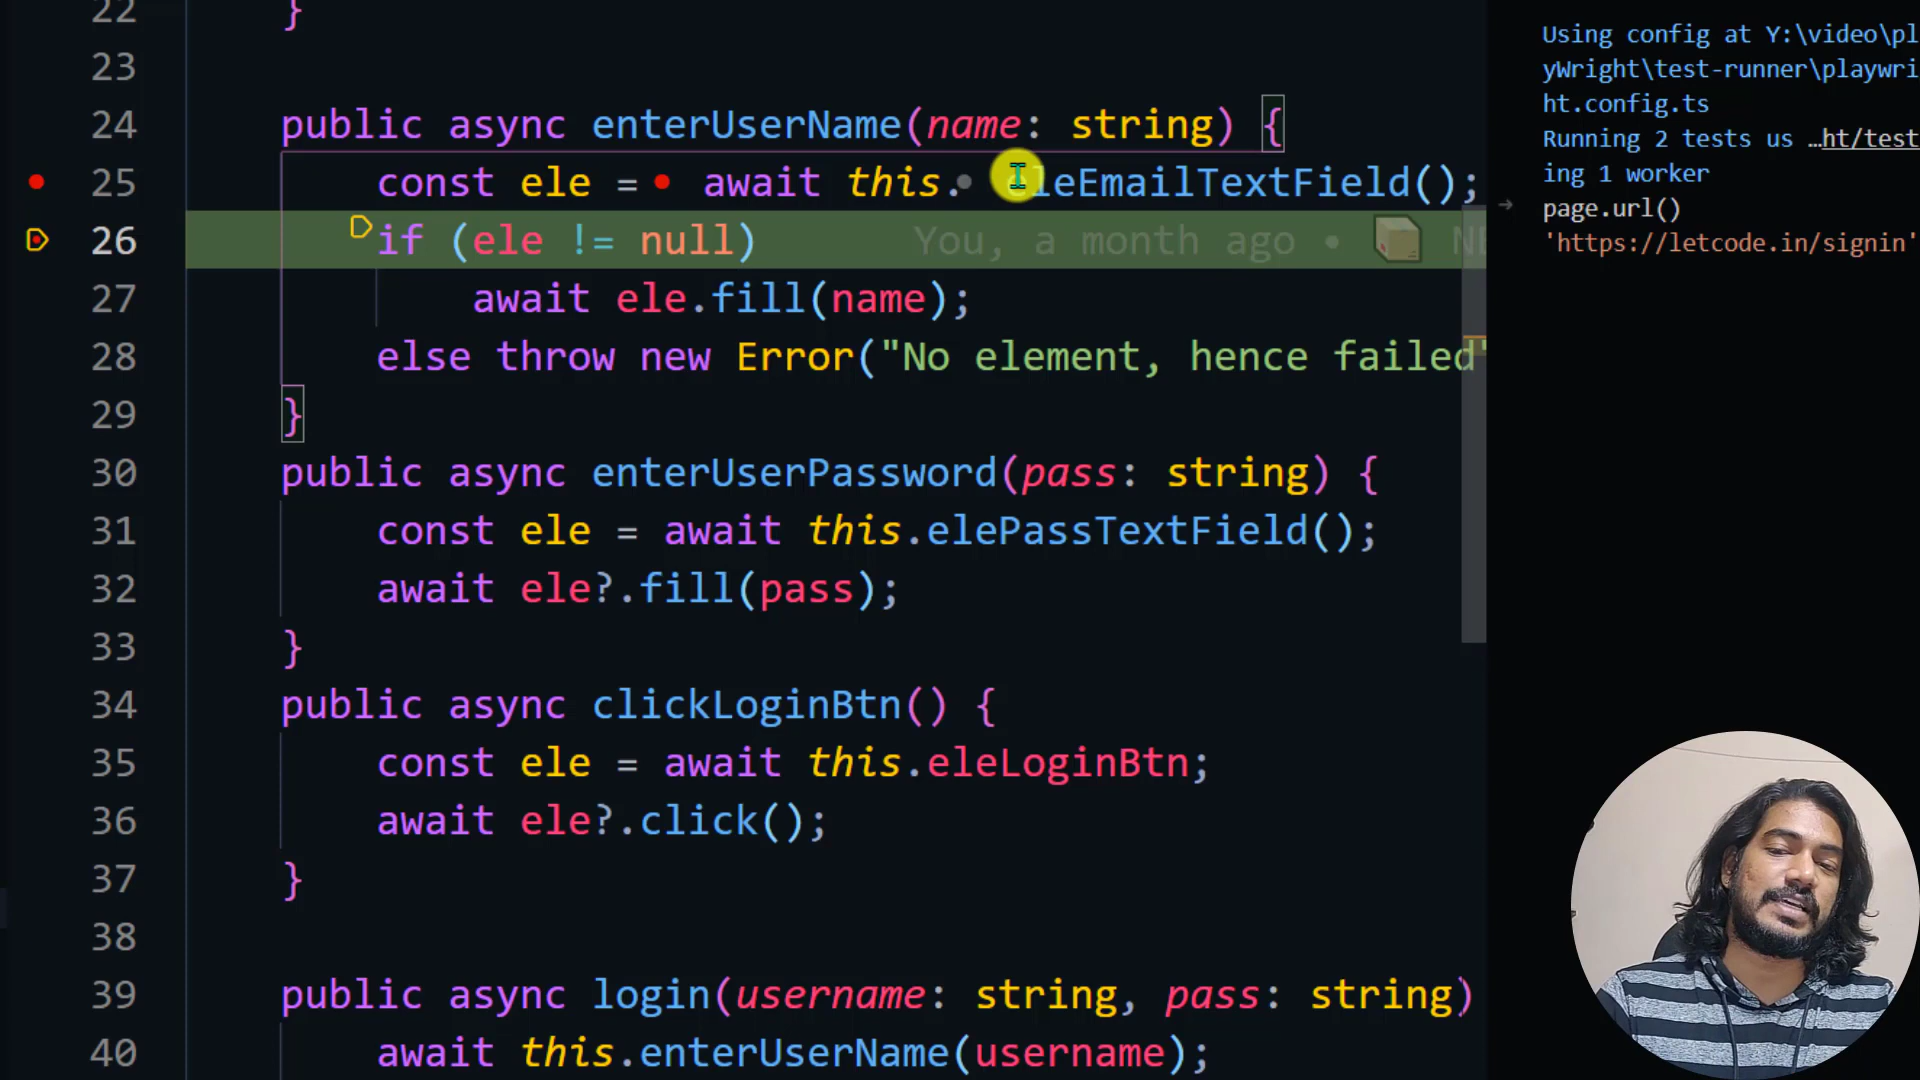 22 }
23
24 public async enterUserName(name: string) {
25 const ele = await this.eleEmailTextField();
26 if (ele != null) You, a month ago •
27 await ele.fill(name);
28 else throw new Error("No element, hence failed"
29 }
30 public async enterUserPassword(pass: string) {
31 const ele = await this.elePassTextField();
32 await ele?.fill(pass);
33 }
34 public async clickLoginBtn() {
35 const ele = await this.eleLoginBtn;
36 await ele?.click();
37 }
38
39 public async login(username: string, pass: string)
40 await this.enterUserName(username);
Using config at Y:\video\pl
yWright\test-runner\playwri
ht.config.ts
Running 2 tests us …ht/test
ing 1 worker
page.url()
'https://letcode.in/signin'